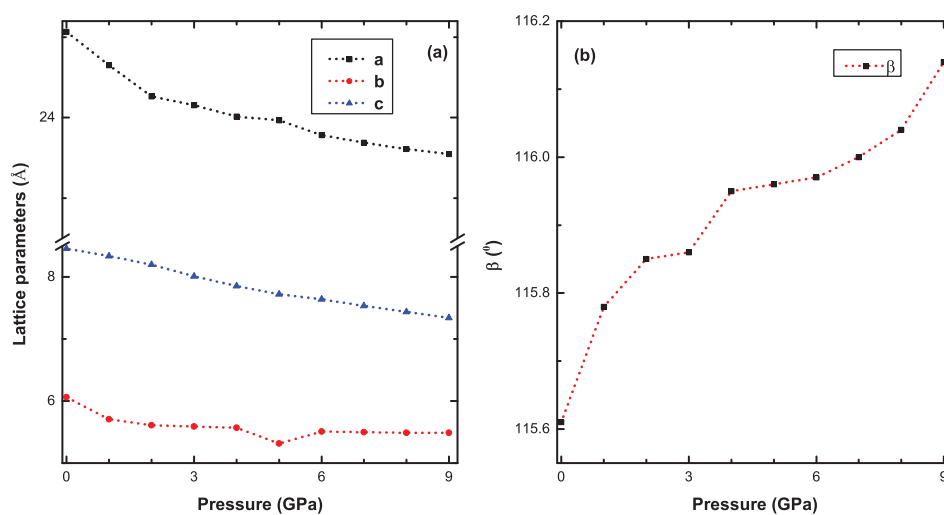 (a)
a
b
c
24
8
6
Lattice parameters (Å)
0
3
6
9
Pressure (GPa)
(b)
β
116.2
116.0
115.8
115.6
β (⁰)
0
3
6
9
Pressure (GPa)